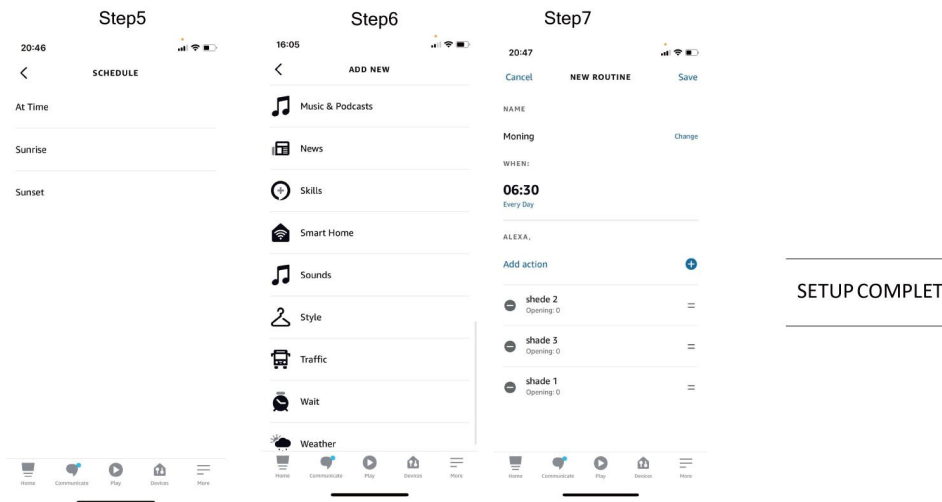 Step5
20:46
SCHEDULE
At Time
Sunrise
Sunset
Home Communicate Play Devices More
Step6
16:05
ADD NEW
Music & Podcasts
News
Skills
Smart Home
Sounds
Style
Traffic
Wait
Weather
Home Communicate Play Devices More
Step7
20:47
Cancel NEW ROUTINE Save
NAME
Moning Change
WHEN:
06:30
Every Day
ALEXA,
Add action
shede 2
Opening: 0
shade 3
Opening: 0
shade 1
Opening: 0
Home Communicate Play Devices More
SETUP COMPLET